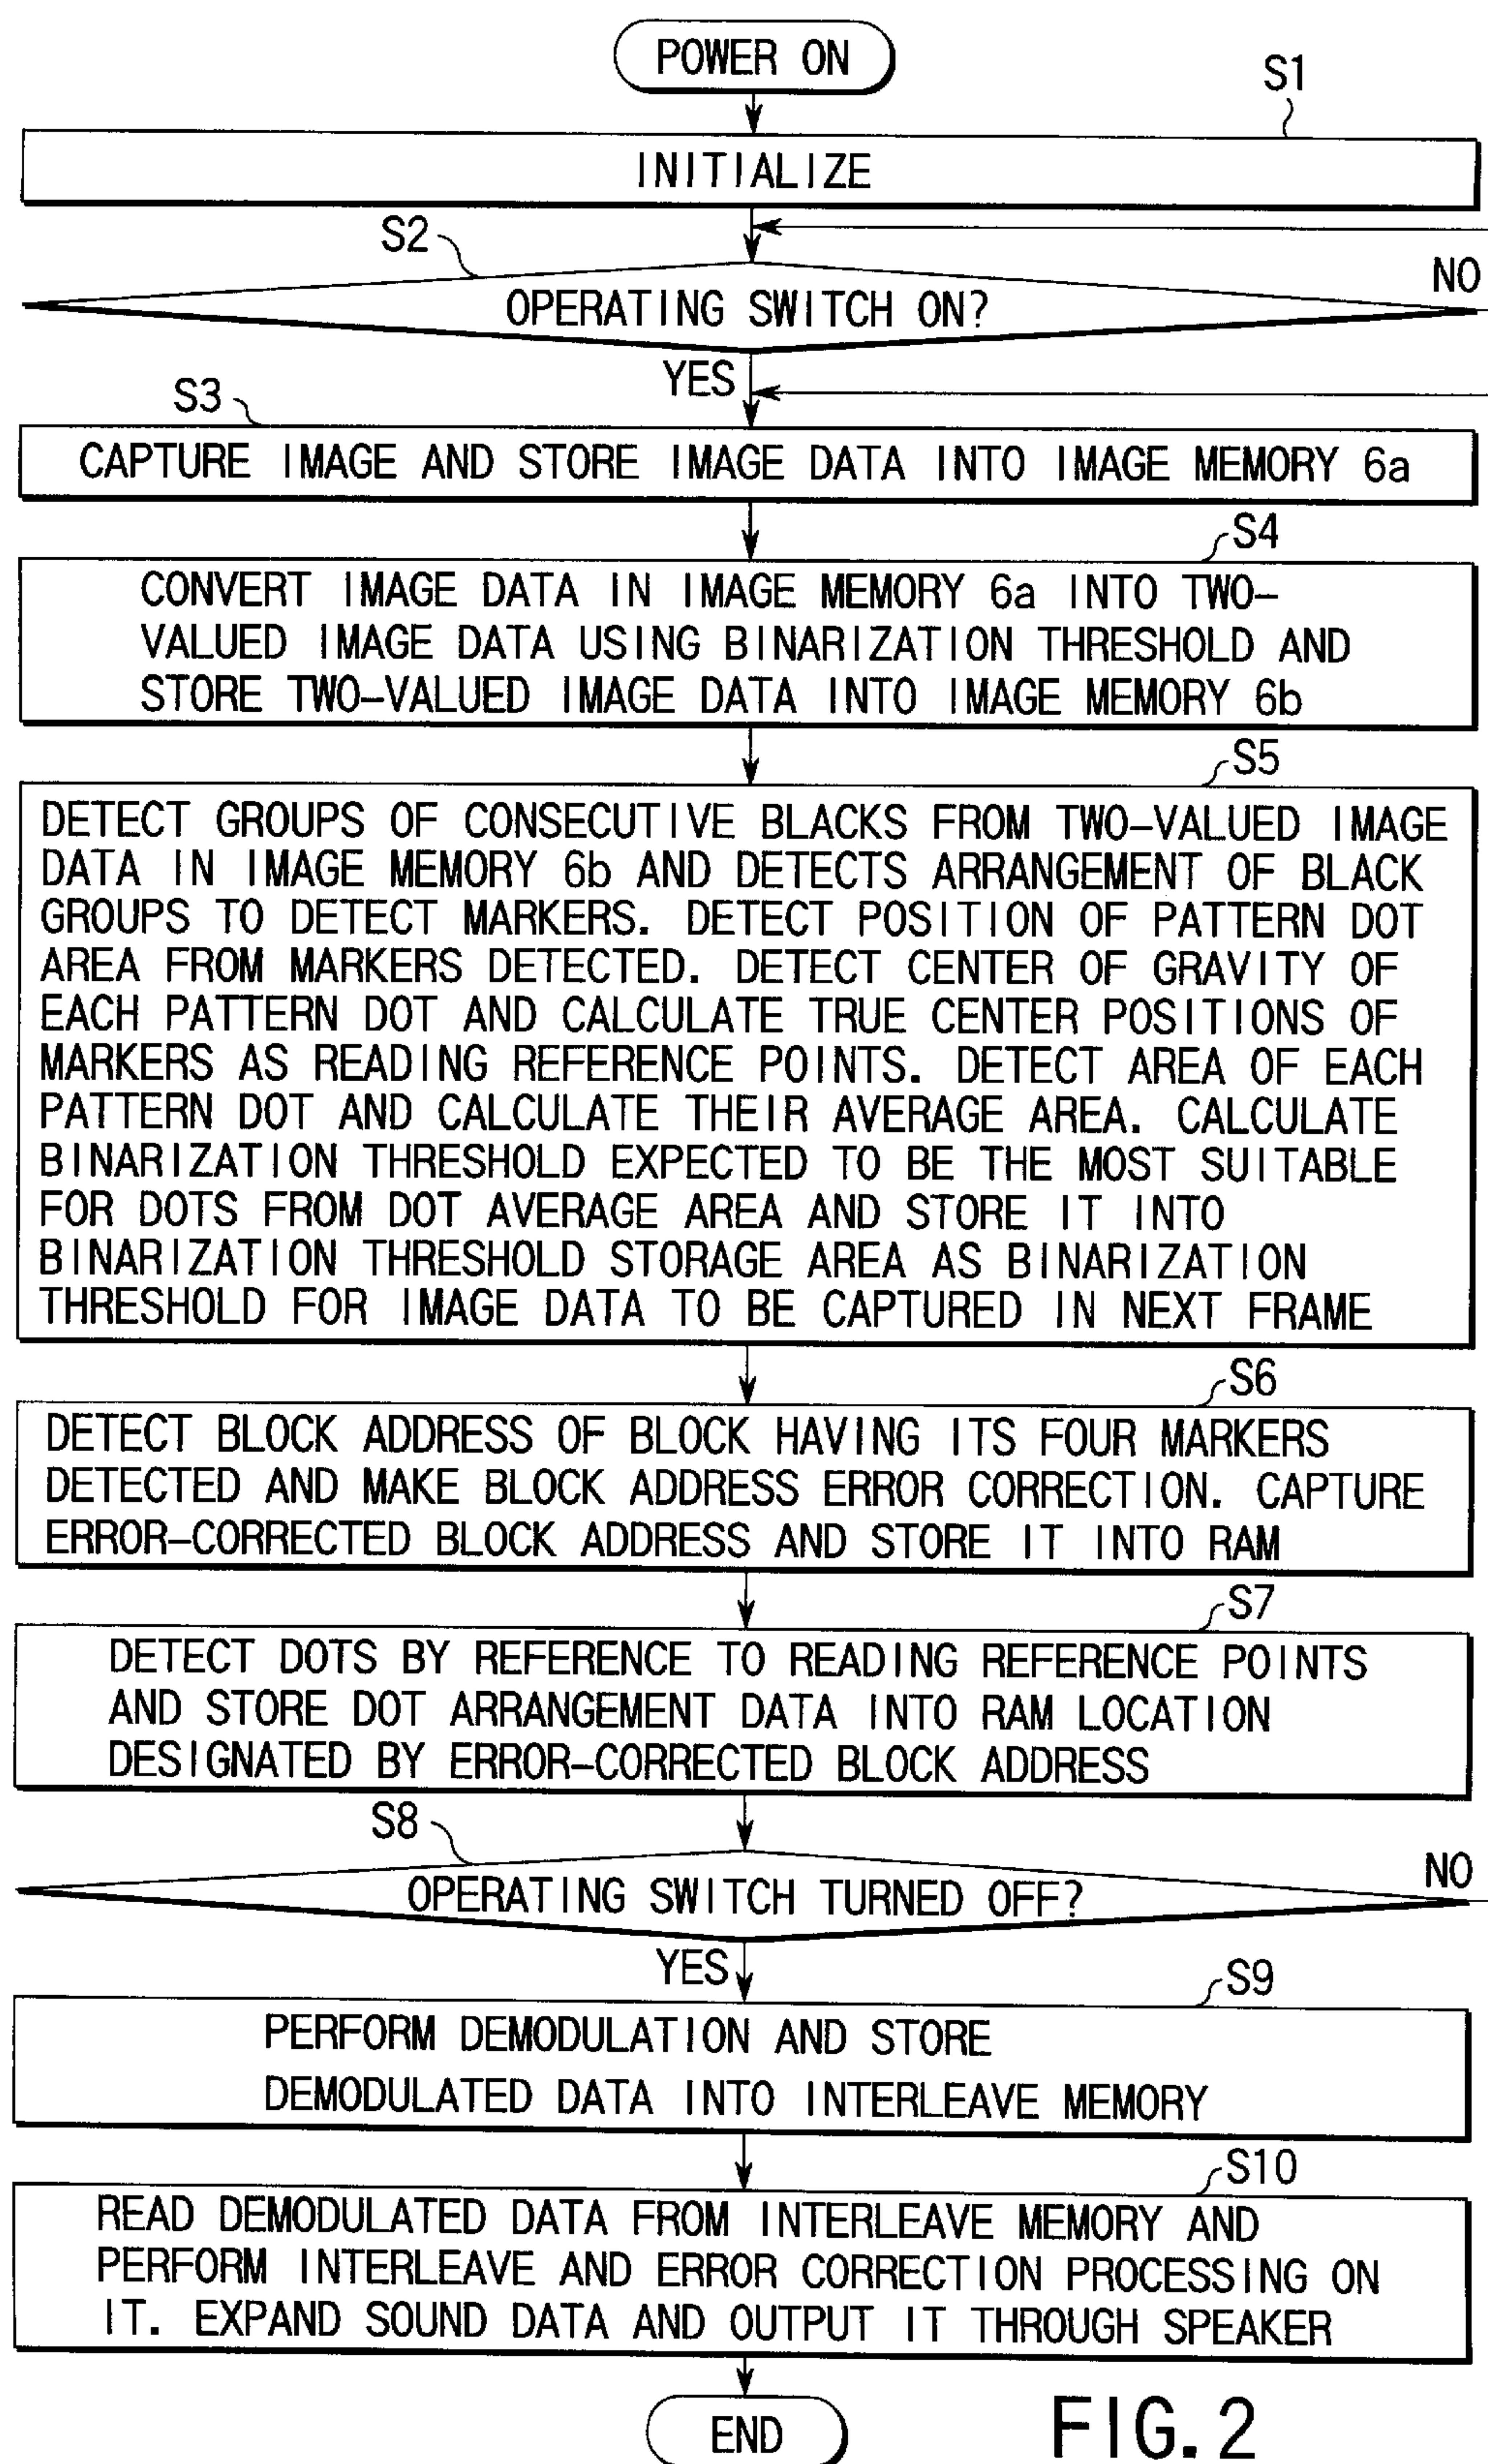 POWER ON
S1
INITIALIZE
S2
NO
OPERATING SWITCH ON?
YES
S3
CAPTURE IMAGE AND STORE IMAGE DATA INTO IMAGE MEMORY 6a
S4
CONVERT IMAGE DATA IN IMAGE MEMORY 6a INTO TWO-
VALUED IMAGE DATA USING BINARIZATION THRESHOLD AND
STORE TWO-VALUED IMAGE DATA INTO IMAGE MEMORY 6b
S5
DETECT GROUPS OF CONSECUTIVE BLACKS FROM TWO-VALUED IMAGE
DATA IN IMAGE MEMORY 6b AND DETECTS ARRANGEMENT OF BLACK
GROUPS TO DETECT MARKERS. DETECT POSITION OF PATTERN DOT
AREA FROM MARKERS DETECTED. DETECT CENTER OF GRAVITY OF
EACH PATTERN DOT AND CALCULATE TRUE CENTER POSITIONS OF
MARKERS AS READING REFERENCE POINTS. DETECT AREA OF EACH
PATTERN DOT AND CALCULATE THEIR AVERAGE AREA. CALCULATE
BINARIZATION THRESHOLD EXPECTED TO BE THE MOST SUITABLE
FOR DOTS FROM DOT AVERAGE AREA AND STORE IT INTO
BINARIZATION THRESHOLD STORAGE AREA AS BINARIZATION
THRESHOLD FOR IMAGE DATA TO BE CAPTURED IN NEXT FRAME
S6
DETECT BLOCK ADDRESS OF BLOCK HAVING ITS FOUR MARKERS
DETECTED AND MAKE BLOCK ADDRESS ERROR CORRECTION. CAPTURE
ERROR-CORRECTED BLOCK ADDRESS AND STORE IT INTO RAM
S7
DETECT DOTS BY REFERENCE TO READING REFERENCE POINTS
AND STORE DOT ARRANGEMENT DATA INTO RAM LOCATION
DESIGNATED BY ERROR-CORRECTED BLOCK ADDRESS
S8
NO
OPERATING SWITCH TURNED OFF?
YES
S9
PERFORM DEMODULATION AND STORE
DEMODULATED DATA INTO INTERLEAVE MEMORY
S10
READ DEMODULATED DATA FROM INTERLEAVE MEMORY AND
PERFORM INTERLEAVE AND ERROR CORRECTION PROCESSING ON
IT. EXPAND SOUND DATA AND OUTPUT IT THROUGH SPEAKER
END
FIG. 2